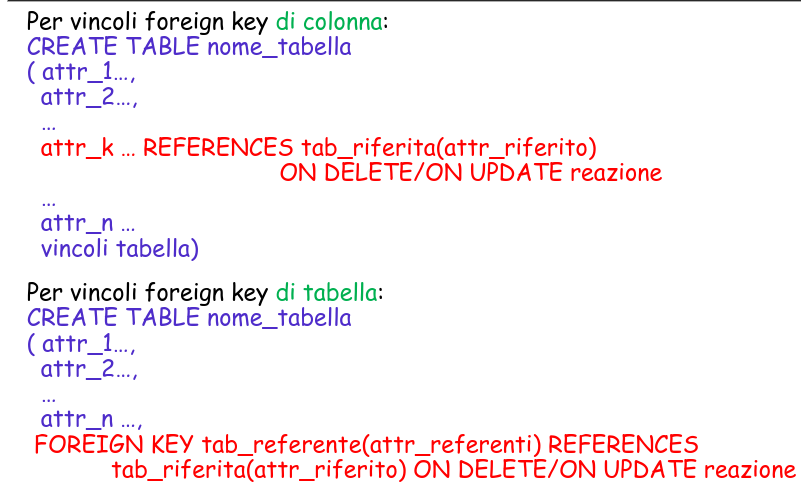 Per vincoli foreign key di colonna:
CREATE TABLE nome_tabella
( attr_1…,
attr_2…,
…
attr_k … REFERENCES tab_riferita(attr_riferito)
ON DELETE/ON UPDATE reazione
…
attr_n …
vincoli tabella)
Per vincoli foreign key di tabella:
CREATE TABLE nome_tabella
( attr_1…,
attr_2…,
…
attr_n …,
FOREIGN KEY tab_referente(attr_referenti) REFERENCES
tab_riferita(attr_riferito) ON DELETE/ON UPDATE reazione